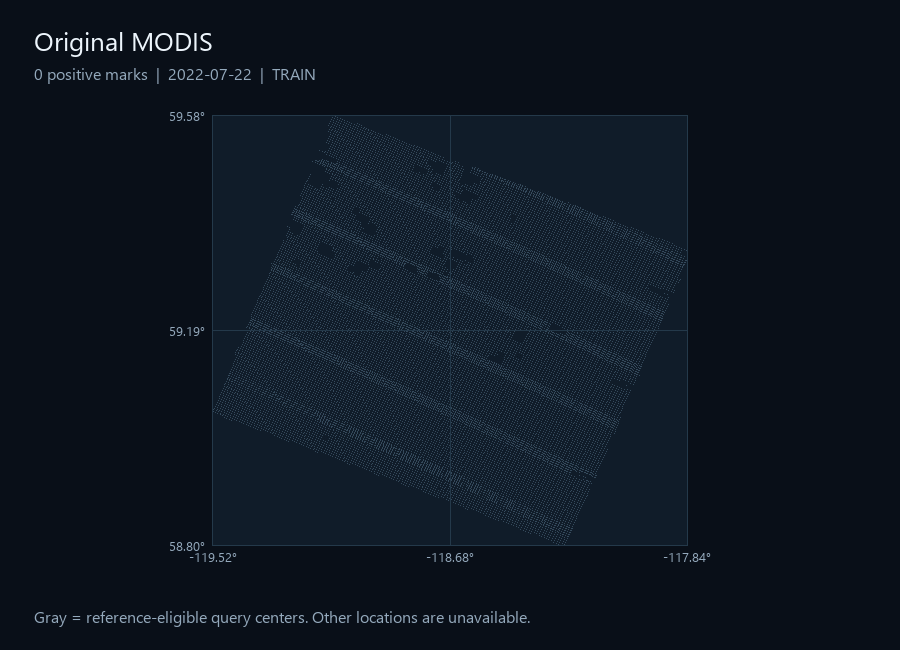 Original MODIS
0 positive marks | 2022-07-22 | TRAIN
59.58°
59.19°
58.80°
-119.52° -118.68° -117.84°
Gray = reference-eligible query centers. Other locations are unavailable.